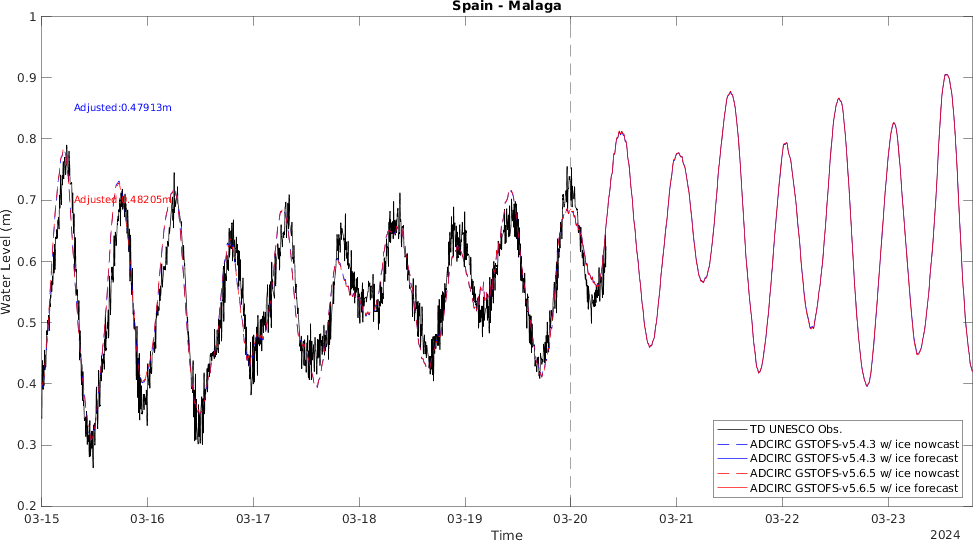 Spain - Malaga
1
0.9
0.8
0.7
0.6
0.5
0.4
0.3
0.2
Water Level (m)
Adjusted:0.47913m
Adjusted:0.48205m
TD UNESCO Obs.
ADCIRC GSTOFS-v5.4.3 w/ ice nowcast
ADCIRC GSTOFS-v5.4.3 w/ ice forecast
ADCIRC GSTOFS-v5.6.5 w/ ice nowcast
ADCIRC GSTOFS-v5.6.5 w/ ice forecast
03-15 03-16 03-17 03-18 03-19 03-20 03-21 03-22 03-23
Time
2024